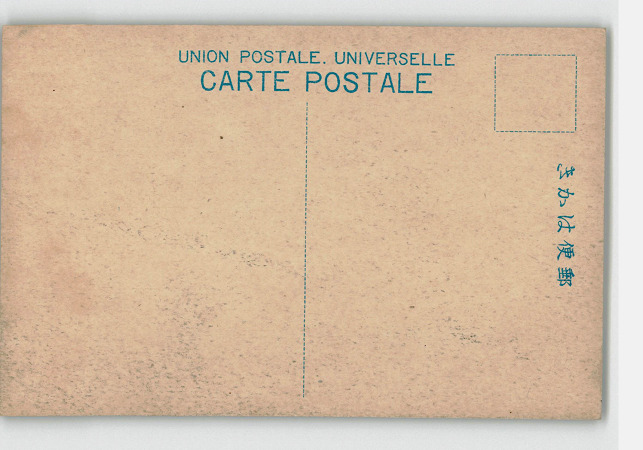 UNION POSTALE. UNIVERSELLE
CARTE POSTALE
きかは便郵